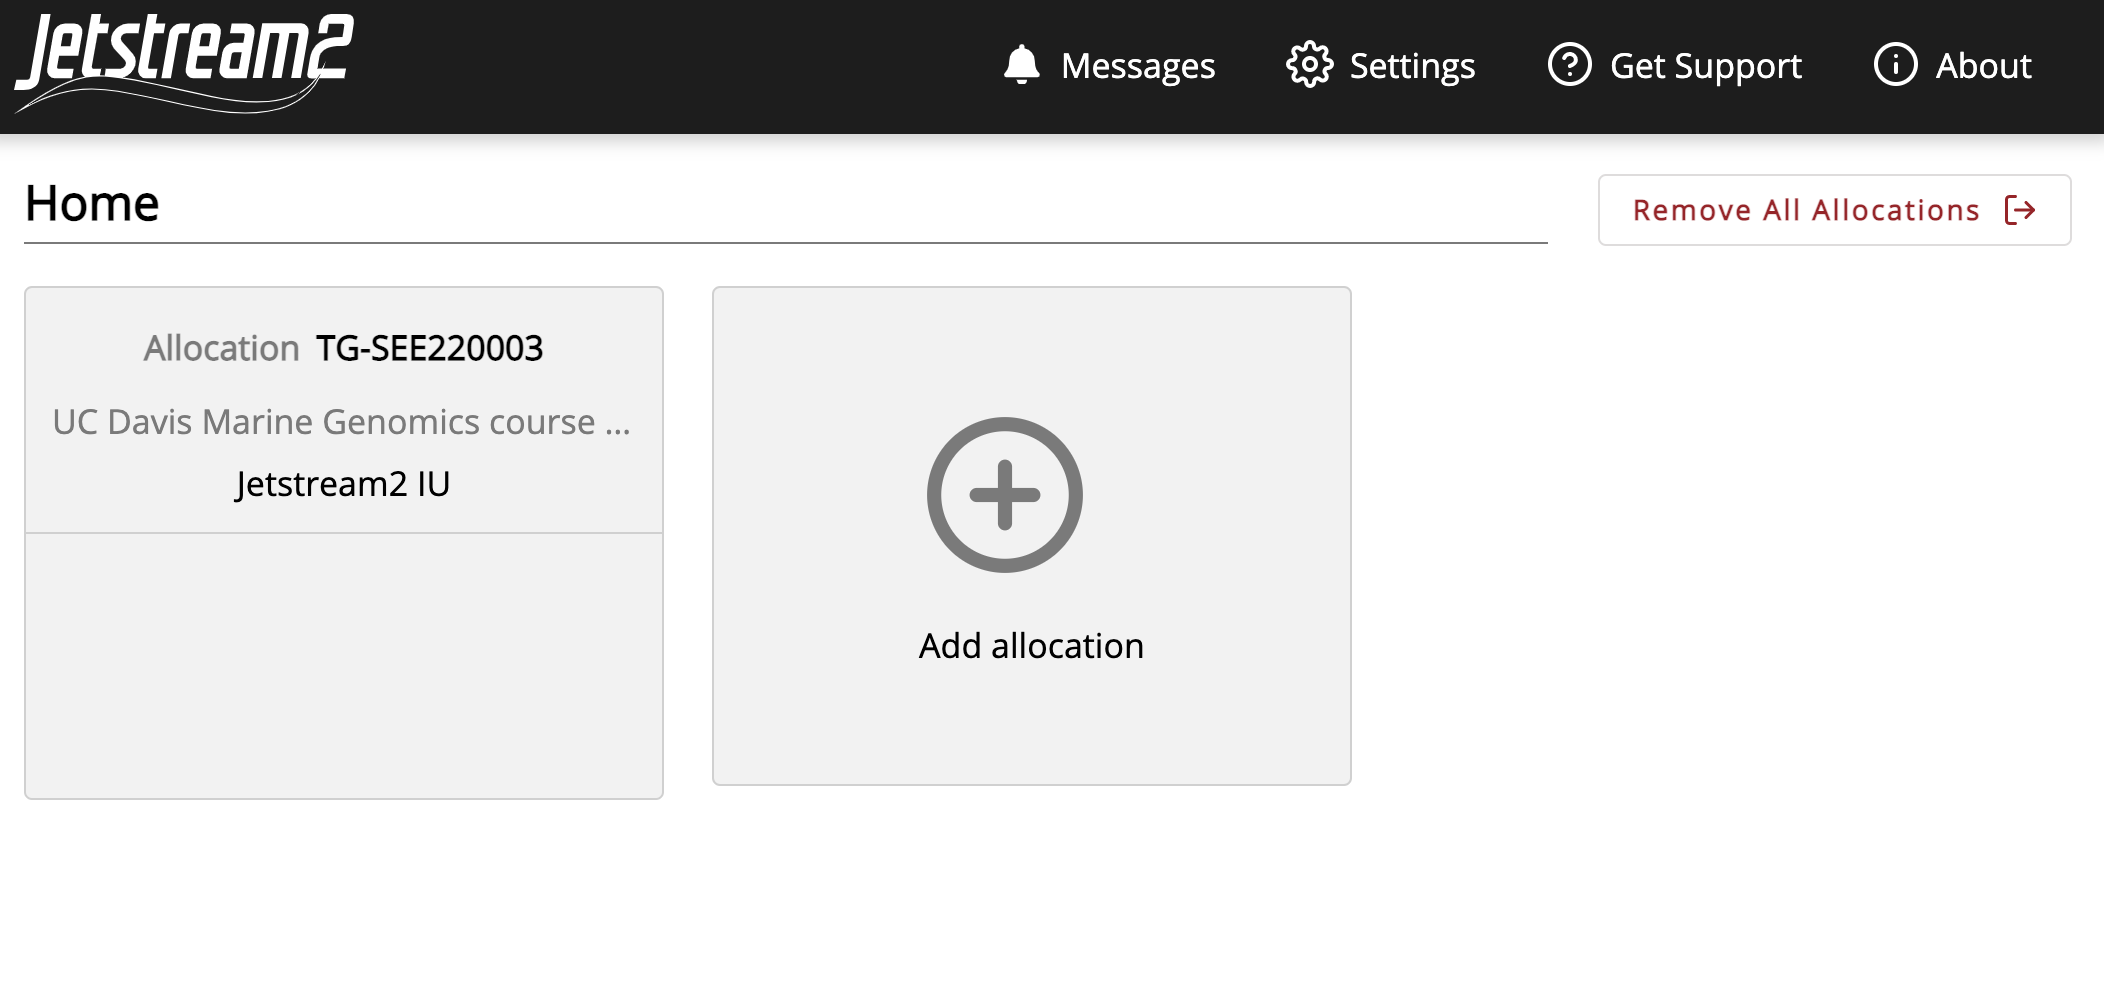 Jetstream2
Messages
Settings
Get Support
About
Home
Remove All Allocations
Allocation TG-SEE220003
UC Davis Marine Genomics course ...
Jetstream2 IU
Add allocation